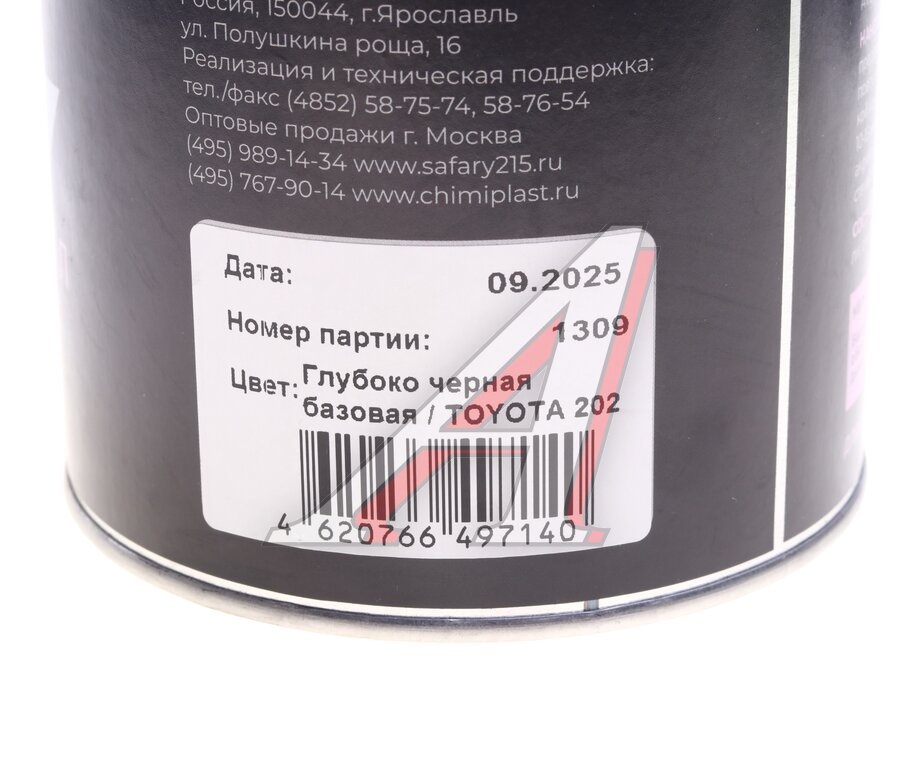 Россия, 150044, г.Ярославль
ул. Полушкина роща, 16
Реализация и техническая поддержка:
тел./факс (4852) 58-75-74, 58-76-54
Оптовые продажи г. Москва
(495) 989-14-34 www.safary215.ru
(495) 767-90-14 www.chimiplast.ru
Дата: 09.2025
Номер партии: 1309
Цвет: Глубоко черная
базовая / TOYOTA 202
4 620766 497140